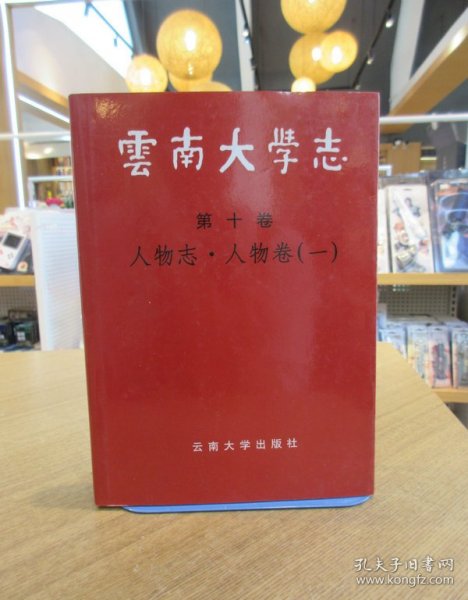 雲南大學志
第十卷
人物志·人物卷(一)
云南大学出版社
孔夫子旧书网
www.kongfz.com